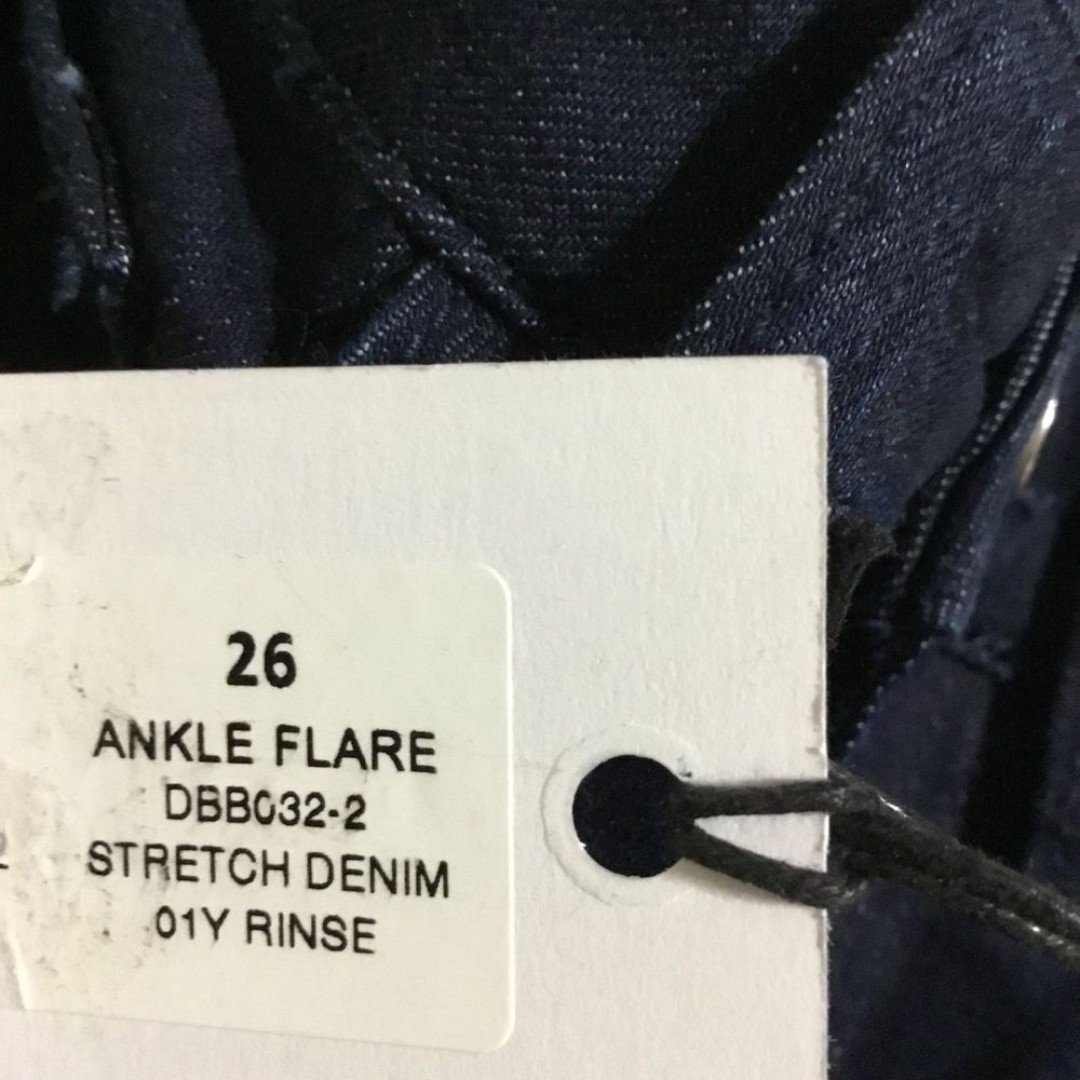 26
ANKLE FLARE
DBB032-2
STRETCH DENIM
01Y RINSE